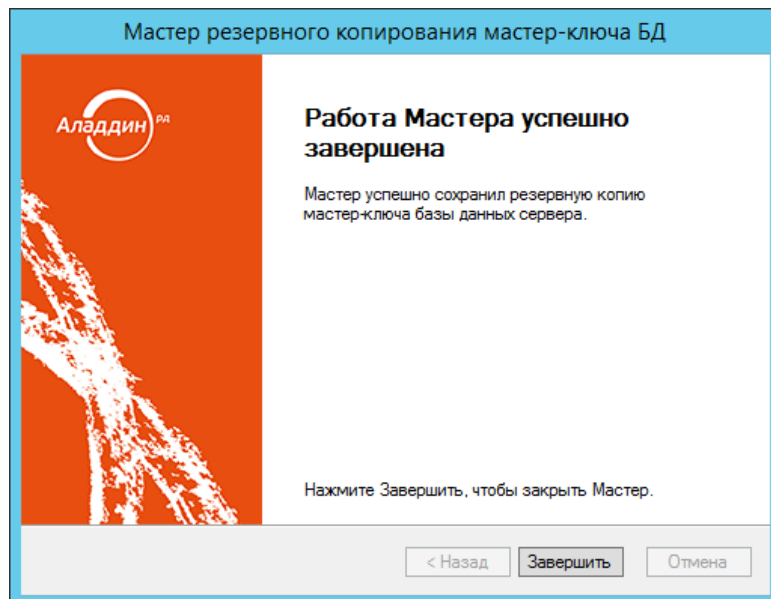 Мастер резервного копирования мастер-ключа БД
Аладдин РД
Работа Мастера успешно
завершена
Мастер успешно сохранил резервную копию
мастер-ключа базы данных сервера.
Нажмите Завершить, чтобы закрыть Мастер.
< Назад
Завершить
Отмена